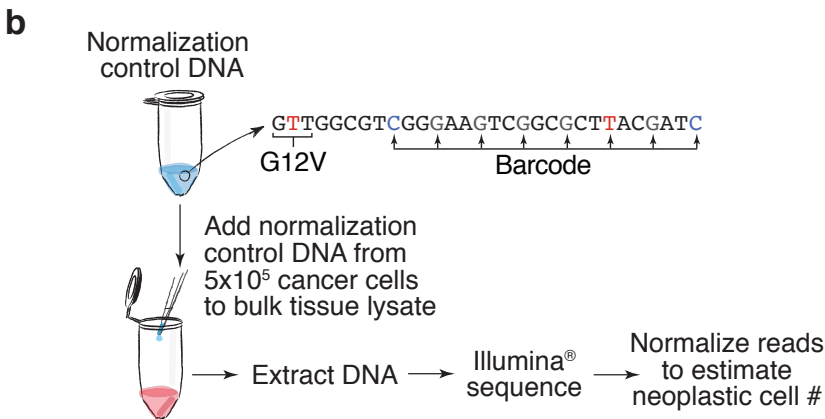 b
Normalization
control DNA
GTTGGCGTCGGGAAGTCGGCGCTTACGATC
G12V
Barcode
Add normalization
control DNA from
5x10⁵ cancer cells
to bulk tissue lysate
Extract DNA
Illumina®
sequence
Normalize reads
to estimate
neoplastic cell #